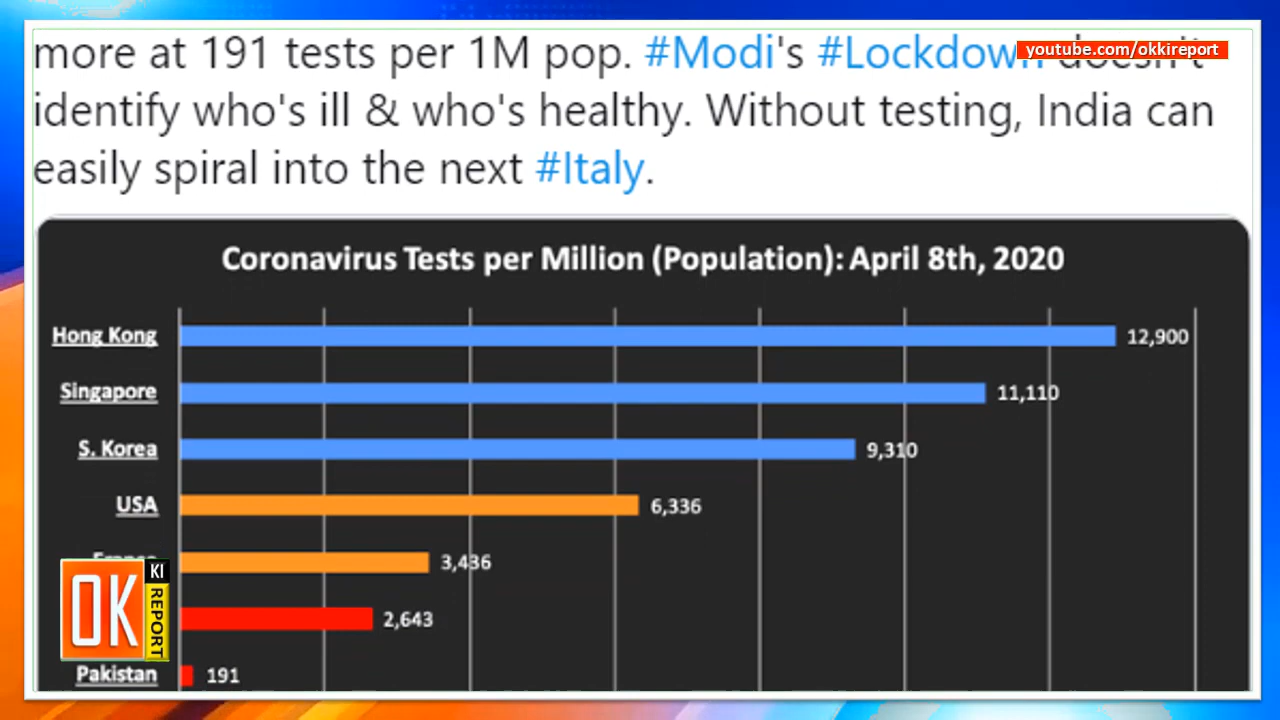 more at 191 tests per 1M pop. #Modi's #Lockdown doesn't
youtube.com/okkireport
identify who's ill & who's healthy. Without testing, India can
easily spiral into the next #Italy.
Coronavirus Tests per Million (Population): April 8th, 2020
Hong Kong 12,900
Singapore 11,110
S. Korea 9,310
USA 6,336
France 3,436
2,643
Pakistan 191
OK KI REPORT